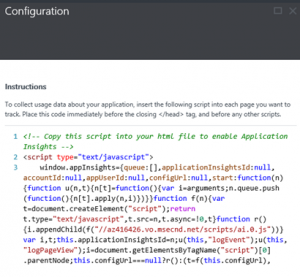 Configuration
Instructions
To collect usage data about your application, insert the following script into each page you want to
track. Place this code immediately before the closing </head> tag, and before any other scripts.
1 <!-- Copy this script into your html file to enable Application
Insights -->
2 <script type="text/javascript">
3 window.appInsights={queue:[],applicationInsightsId:null,
accountId:null,appUserId:null,configUrl:null,start:function(n)
{function u(n,t){n[t]=function(){var i=arguments;n.queue.push
(function(){n[t].apply(n,i)})}}function f(n){var
t=document.createElement("script");return
t.type="text/javascript",t.src=n,t.async=!0,t}function r()
{i.appendChild(f("//az416426.vo.msecnd.net/scripts/ai.0.js"))}
var i,t;this.applicationInsightsId=n;u(this,"logEvent");u(this,
"logPageView");i=document.getElementsByTagName("script")[0]
.parentNode;this.configUrl===null?r():(t=f(this.configUrl),